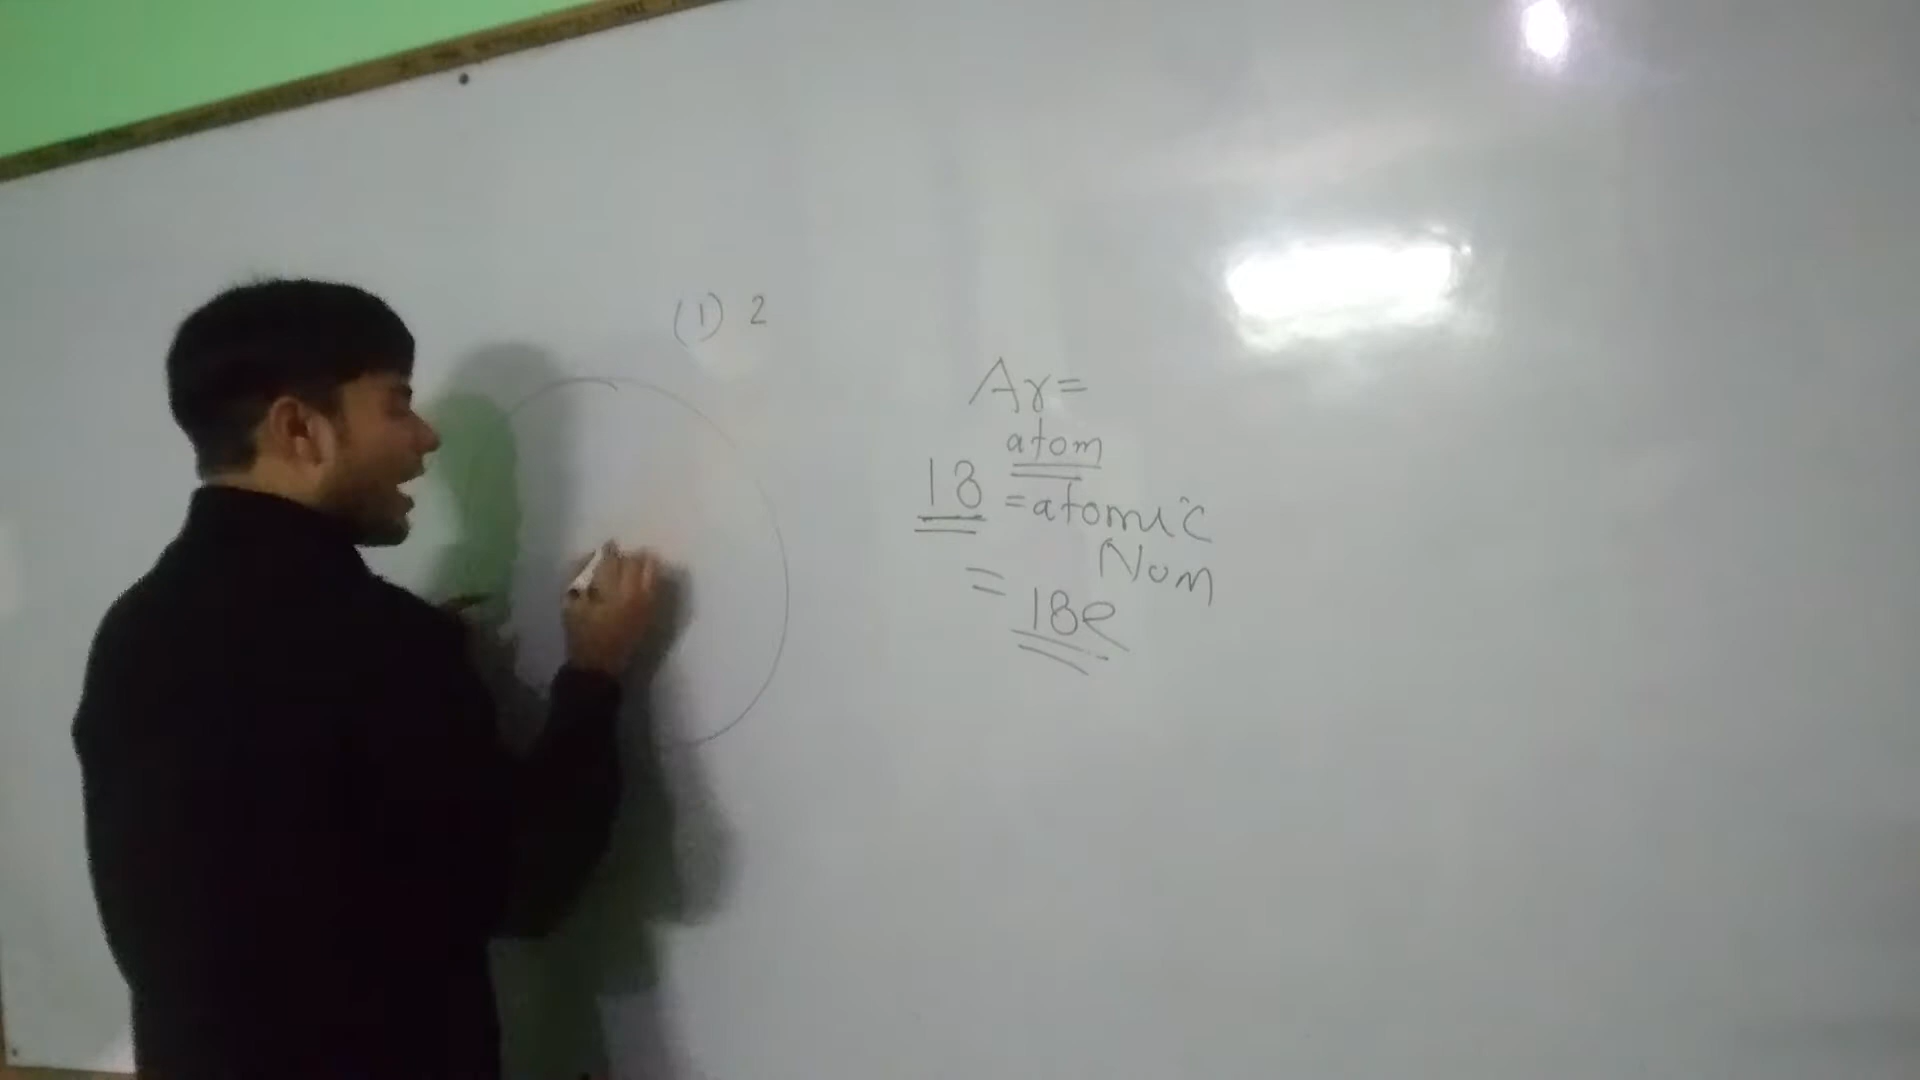 (1) 2
Ar=
atom
18 =atomic
Num
= 18e